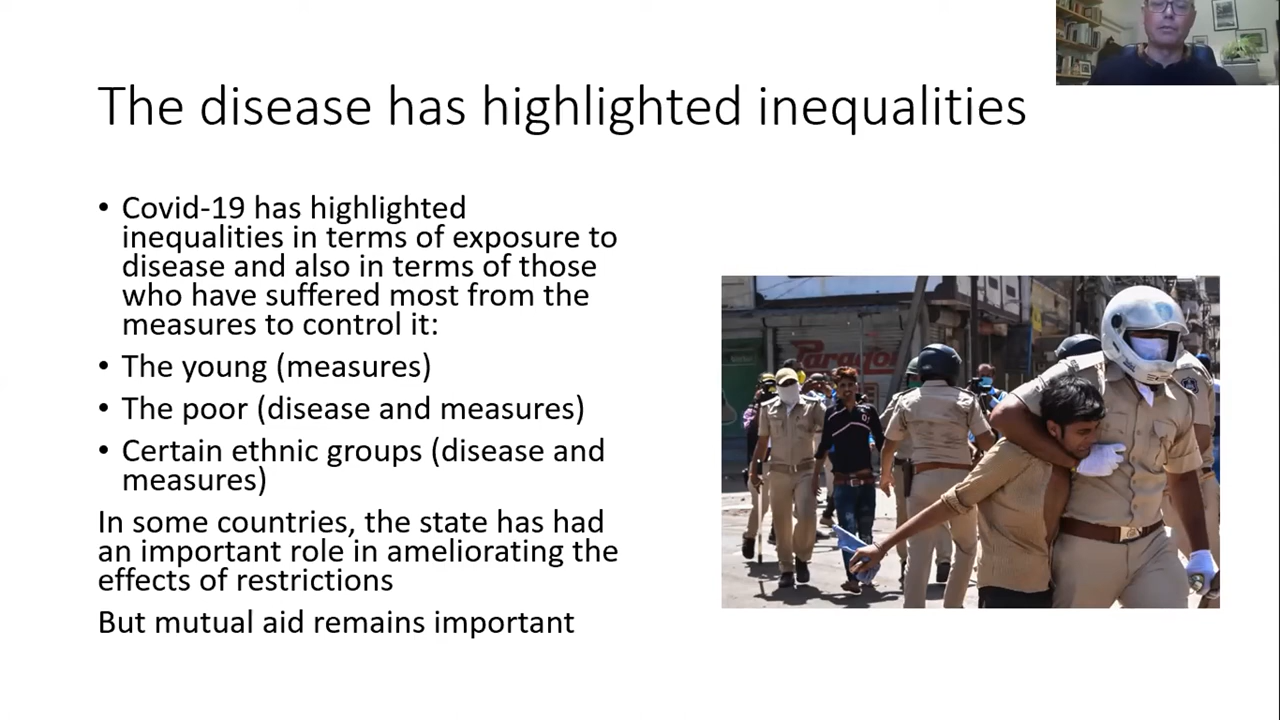 The disease has highlighted inequalities
• Covid-19 has highlighted
inequalities in terms of exposure to
disease and also in terms of those
who have suffered most from the
measures to control it:
• The young (measures)
• The poor (disease and measures)
• Certain ethnic groups (disease and
measures)
In some countries, the state has had
an important role in ameliorating the
effects of restrictions
But mutual aid remains important